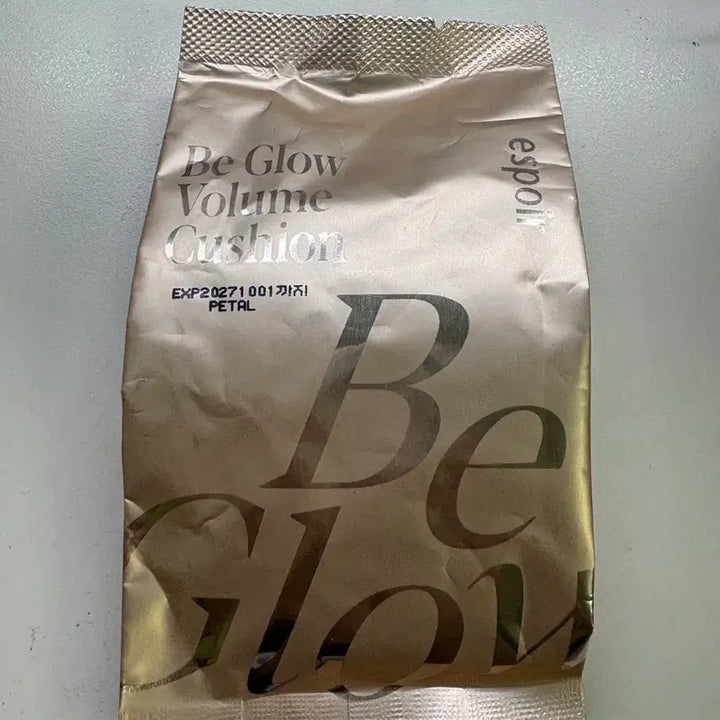 Be Glow
Volume
Cushion
espoir
EXP20271001까지
PETAL
Be
Glow